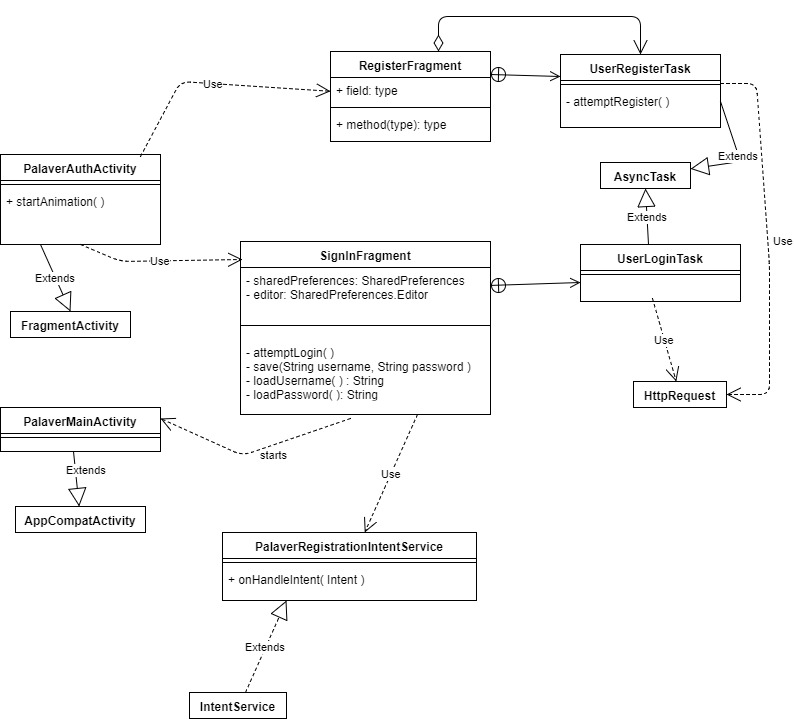 RegisterFragment
+ field: type
+ method(type): type
UserRegisterTask
- attemptRegister( )
Use
PalaverAuthActivity
+ startAnimation( )
Extends
AsyncTask
Extends
Use
Use
SignInFragment
- sharedPreferences: SharedPreferences
- editor: SharedPreferences.Editor
- attemptLogin( )
- save(String username, String password )
- loadUsername( ) : String
- loadPassword( ): String
UserLoginTask
Extends
FragmentActivity
Use
HttpRequest
PalaverMainActivity
starts
Extends
Use
AppCompatActivity
PalaverRegistrationIntentService
+ onHandleIntent( Intent )
Extends
IntentService